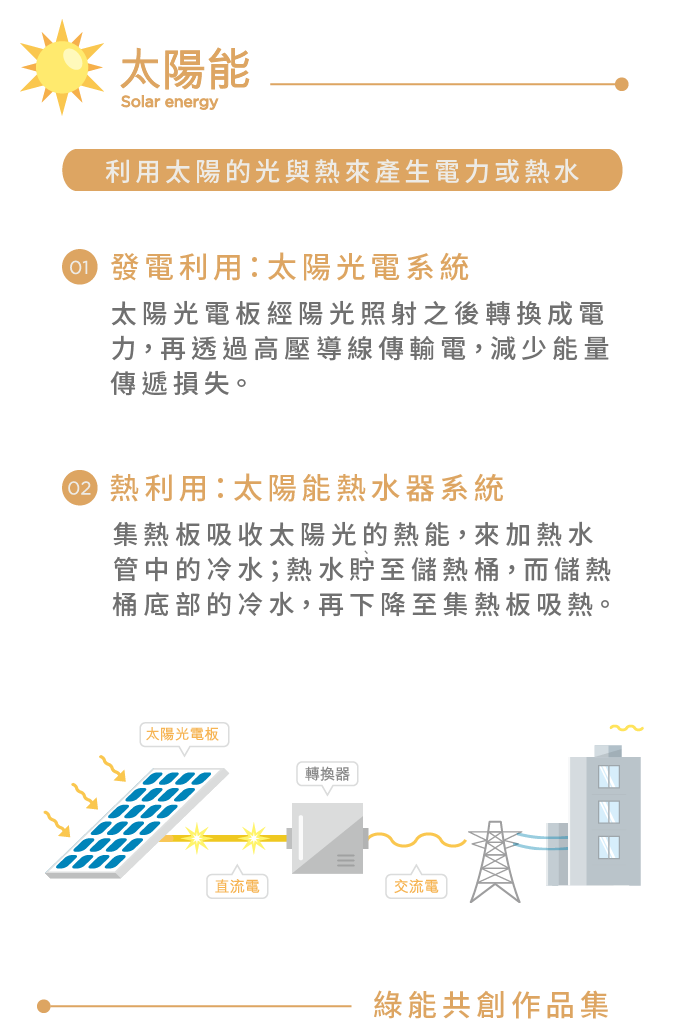 太陽能
Solar energy
利用太陽的光與熱來產生電力或熱水
01 發電利用：太陽光電系統
太陽光電板經陽光照射之後轉換成電
力，再透過高壓導線傳輸電，減少能量
傳遞損失。
02 熱利用：太陽能熱水器系統
集熱板吸收太陽光的熱能，來加熱水
管中的冷水；熱水貯至儲熱桶，而儲熱
桶底部的冷水，再下降至集熱板吸熱。
太陽光電板
轉換器
直流電
交流電
綠能共創作品集